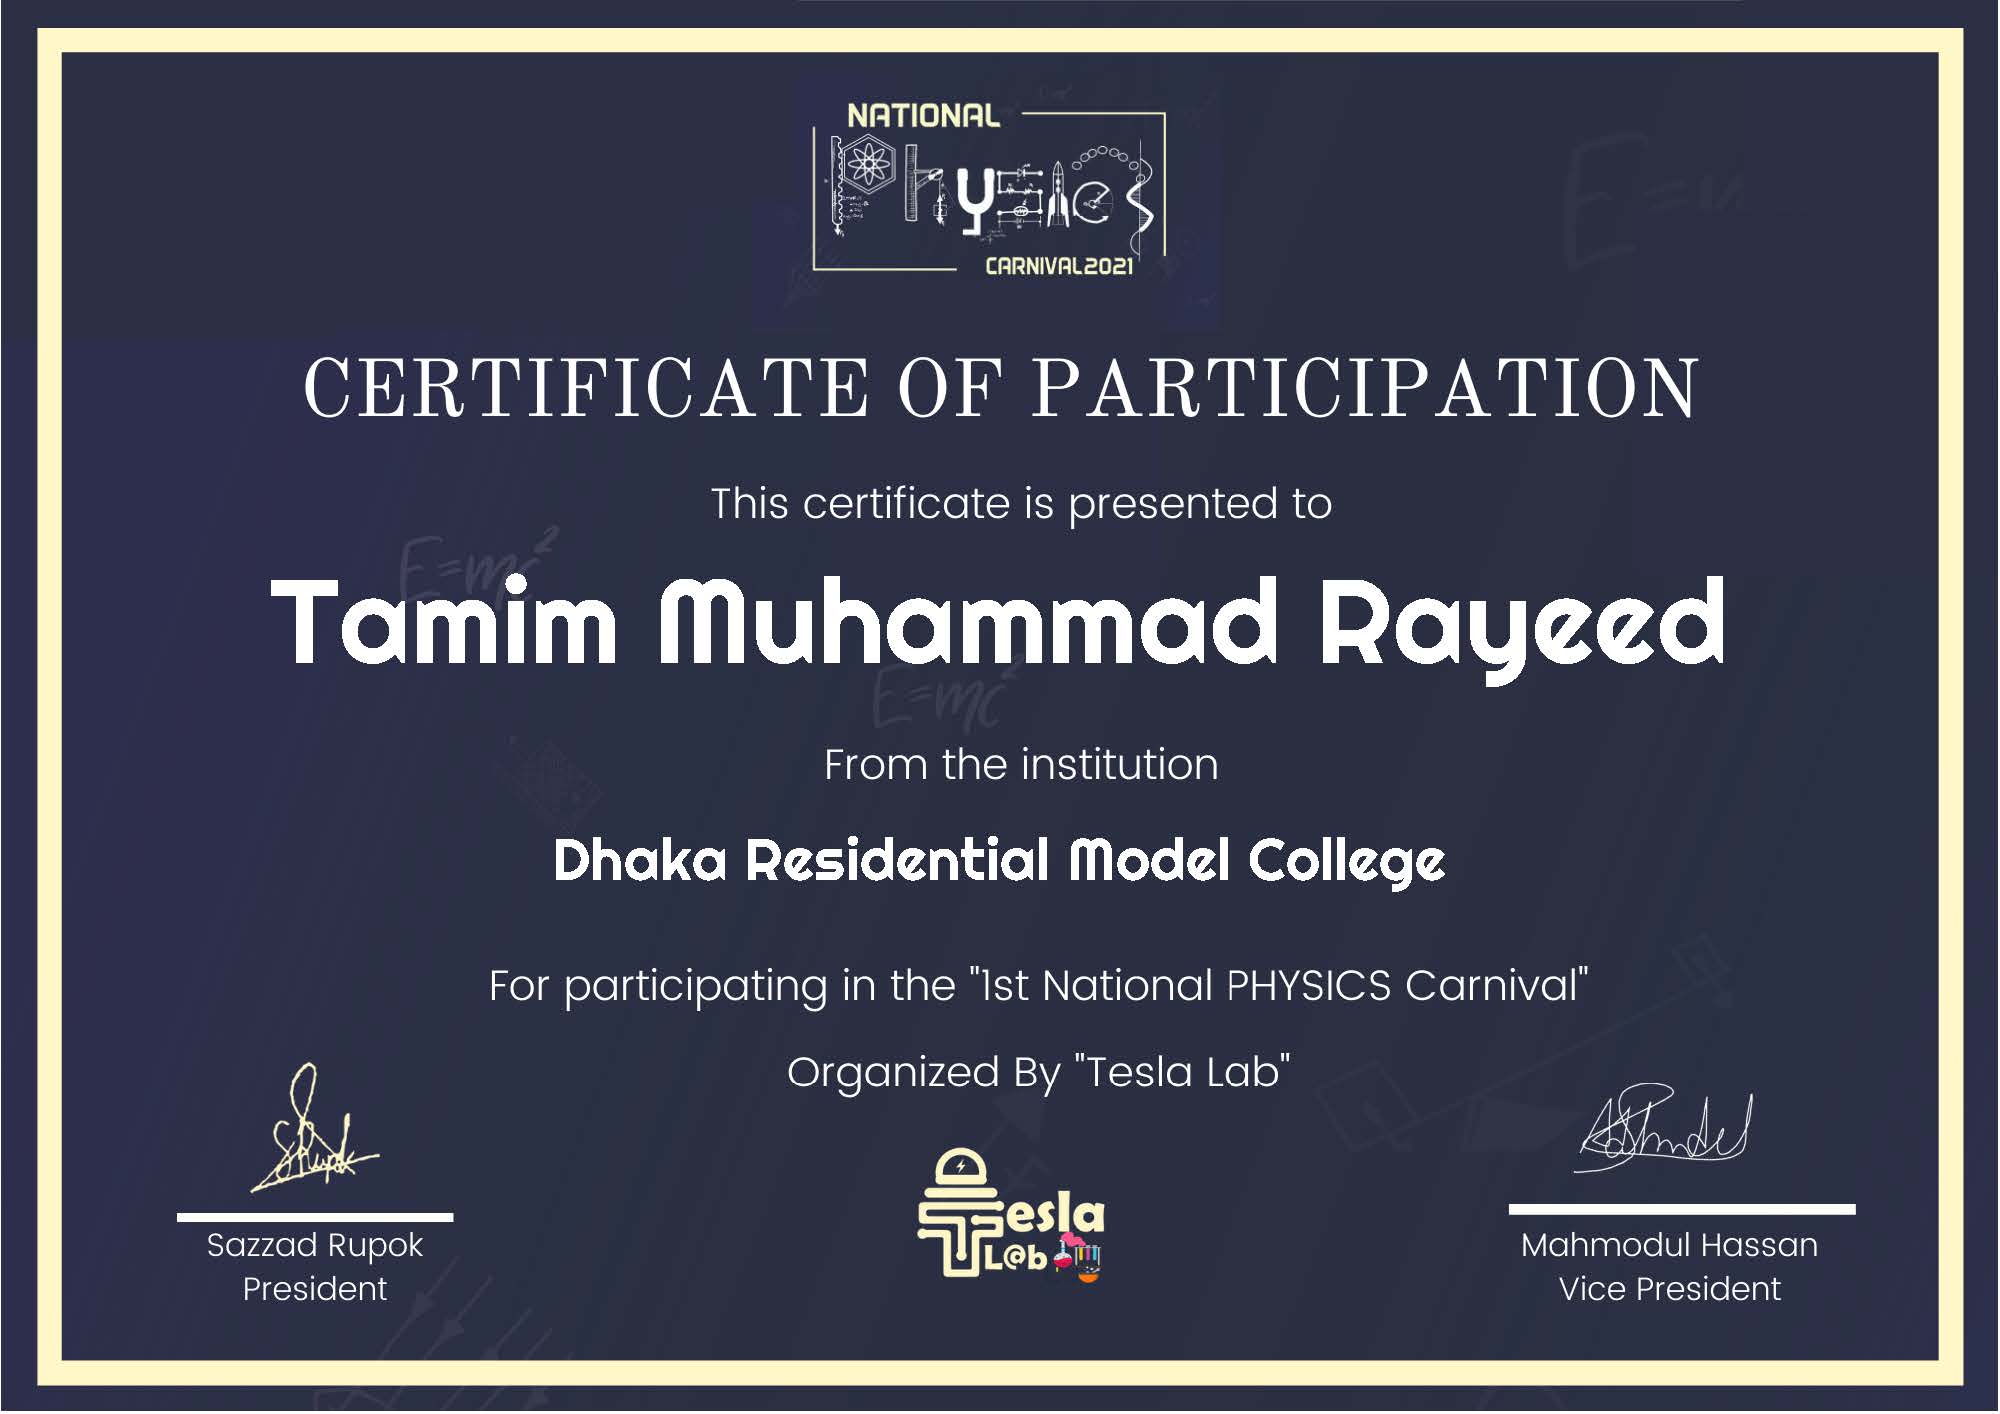 NATIONAL
Physics
CARNIVAL2021
CERTIFICATE OF PARTICIPATION
This certificate is presented to
Tamim Muhammad Rayeed
From the institution
Dhaka Residential Model College
For participating in the "1st National PHYSICS Carnival"
Organized By "Tesla Lab"
Sazzad Rupok
President
Tesla
L@b
Mahmodul Hassan
Vice President
E=mc²
E=mc²